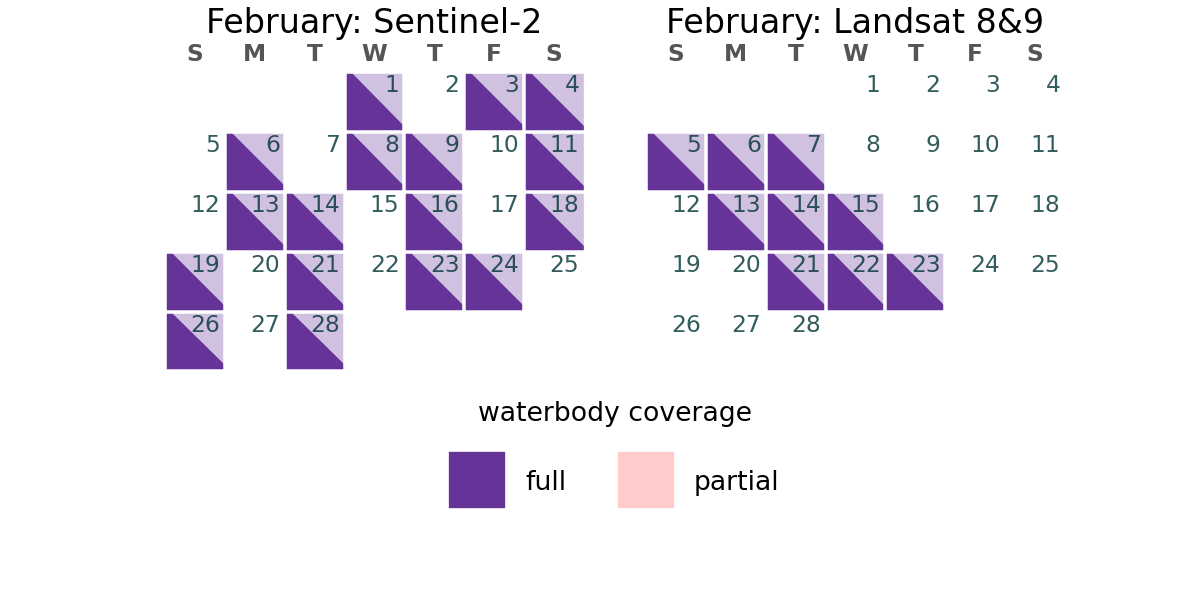 February: Sentinel-2
S M T W T F S
1 2 3 4
5 6 7 8 9 10 11
12 13 14 15 16 17 18
19 20 21 22 23 24 25
26 27 28
February: Landsat 8&9
S M T W T F S
1 2 3 4
5 6 7 8 9 10 11
12 13 14 15 16 17 18
19 20 21 22 23 24 25
26 27 28
waterbody coverage
full partial